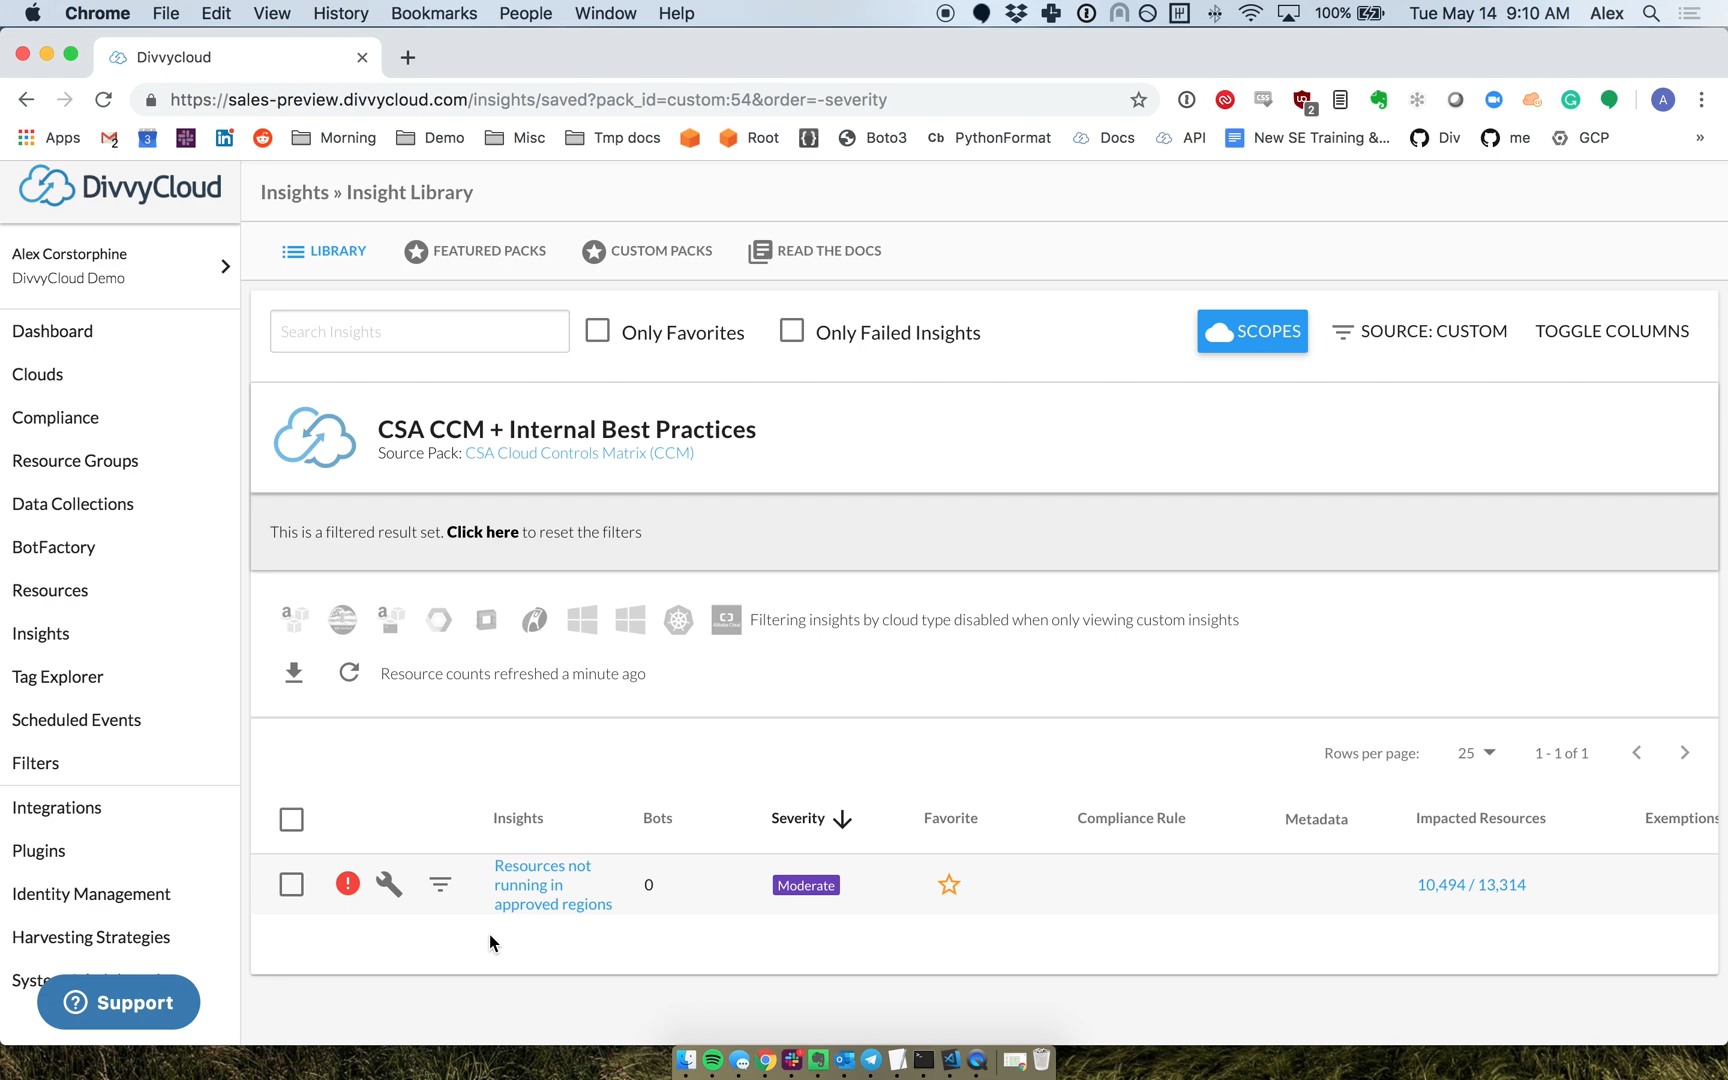 Chrome File Edit View History Bookmarks People Window Help 100% Tue May 14 9:10 AM Alex
Divvycloud
https://sales-preview.divvycloud.com/insights/saved?pack_id=custom:54&order=-severity
2 A
Apps 2 3 Morning Demo Misc Tmp docs Root Boto3 Cb PythonFormat Docs API New SE Training &... Div me GCP »
DivvyCloud
Insights » Insight Library
Alex Corstorphine
DivvyCloud Demo
LIBRARY FEATURED PACKS CUSTOM PACKS READ THE DOCS
Dashboard
Clouds
Compliance
Resource Groups
Data Collections
BotFactory
Resources
Insights
Tag Explorer
Scheduled Events
Filters
Integrations
Plugins
Identity Management
Harvesting Strategies
Syste
Support
Search Insights Only Favorites Only Failed Insights SCOPES SOURCE: CUSTOM TOGGLE COLUMNS
CSA CCM + Internal Best Practices
Source Pack: CSA Cloud Controls Matrix (CCM)
This is a filtered result set. Click here to reset the filters
Filtering insights by cloud type disabled when only viewing custom insights
Resource counts refreshed a minute ago
Rows per page: 25 1 - 1 of 1
Insights Bots Severity Favorite Compliance Rule Metadata Impacted Resources Exemptions
Resources not
running in
approved regions
0 Moderate 10,494 / 13,314